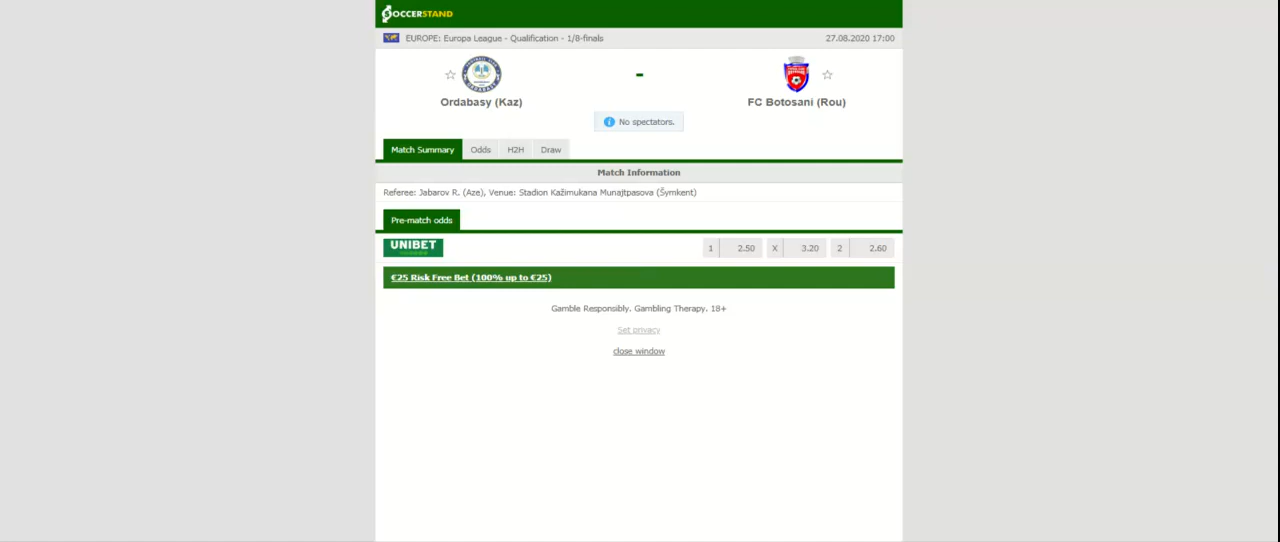 SOCCERSTAND
EUROPE: Europa League - Qualification - 1/8-finals 27.08.2020 17:00
-
Ordabasy (Kaz) FC Botosani (Rou)
No spectators.
Match Summary Odds H2H Draw
Match Information
Referee: Jabarov R. (Aze), Venue: Stadion Kažimukana Munajtpasova (Šymkent)
Pre-match odds
UNIBET 1 2.50 X 3.20 2 2.60
€25 Risk Free Bet (100% up to €25)
Gamble Responsibly. Gambling Therapy. 18+
Set privacy
close window